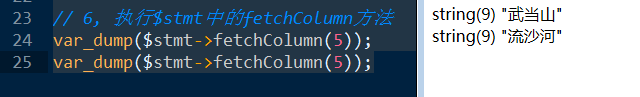 22
23 // 6, 执行$stmt中的fetchColumn方法
24 var_dump($stmt->fetchColumn(5));
25 var_dump($stmt->fetchColumn(5));
string(9) "武当山"
string(9) "流沙河"